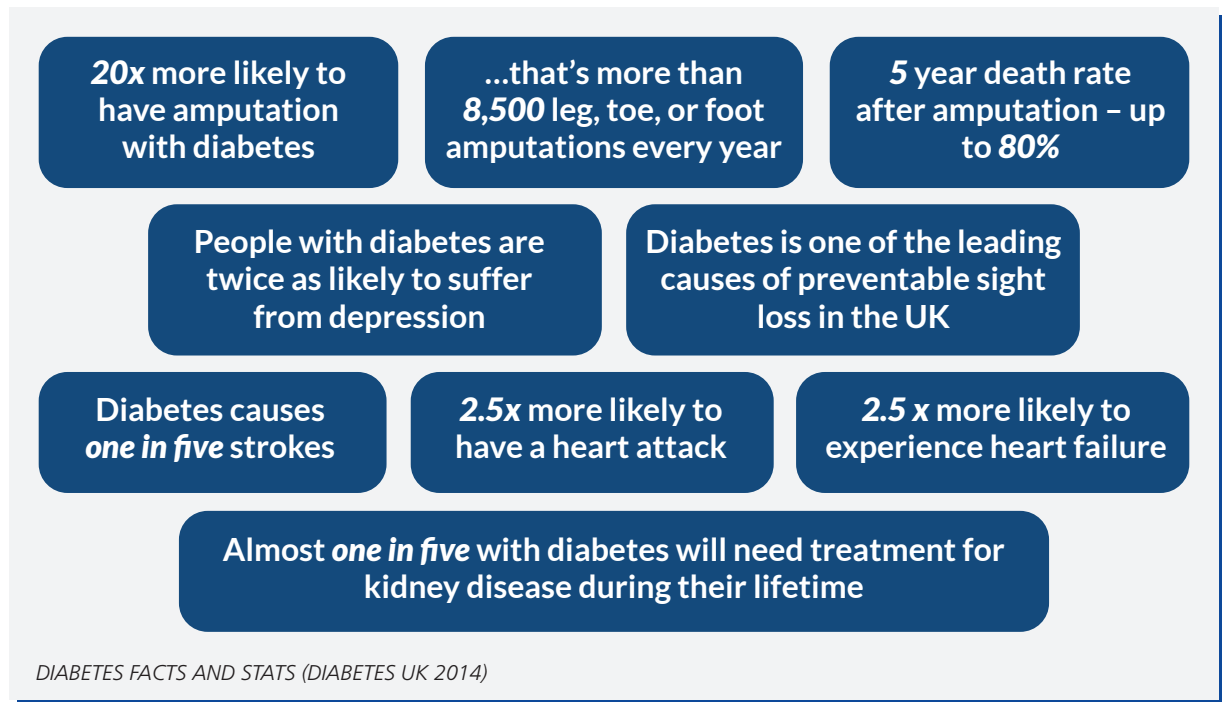 20x more likely to
have amputation
with diabetes
...that's more than
8,500 leg, toe, or foot
amputations every year
5 year death rate
after amputation – up
to 80%
People with diabetes are
twice as likely to suffer
from depression
Diabetes is one of the leading
causes of preventable sight
loss in the UK
Diabetes causes
one in five strokes
2.5x more likely to
have a heart attack
2.5 x more likely to
experience heart failure
Almost one in five with diabetes will need treatment for
kidney disease during their lifetime
DIABETES FACTS AND STATS (DIABETES UK 2014)